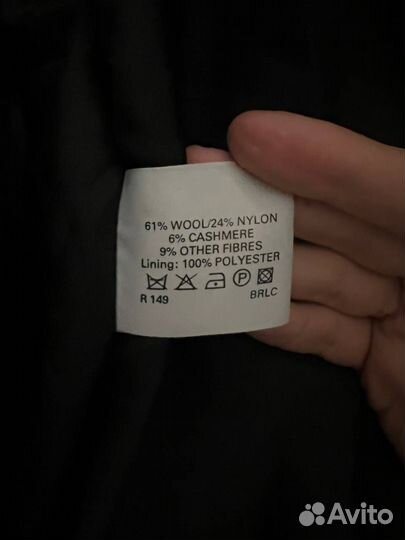 61% WOOL/24% NYLON
6% CASHMERE
9% OTHER FIBRES
Lining: 100% POLYESTER
P
R 149 BRLC
Avito